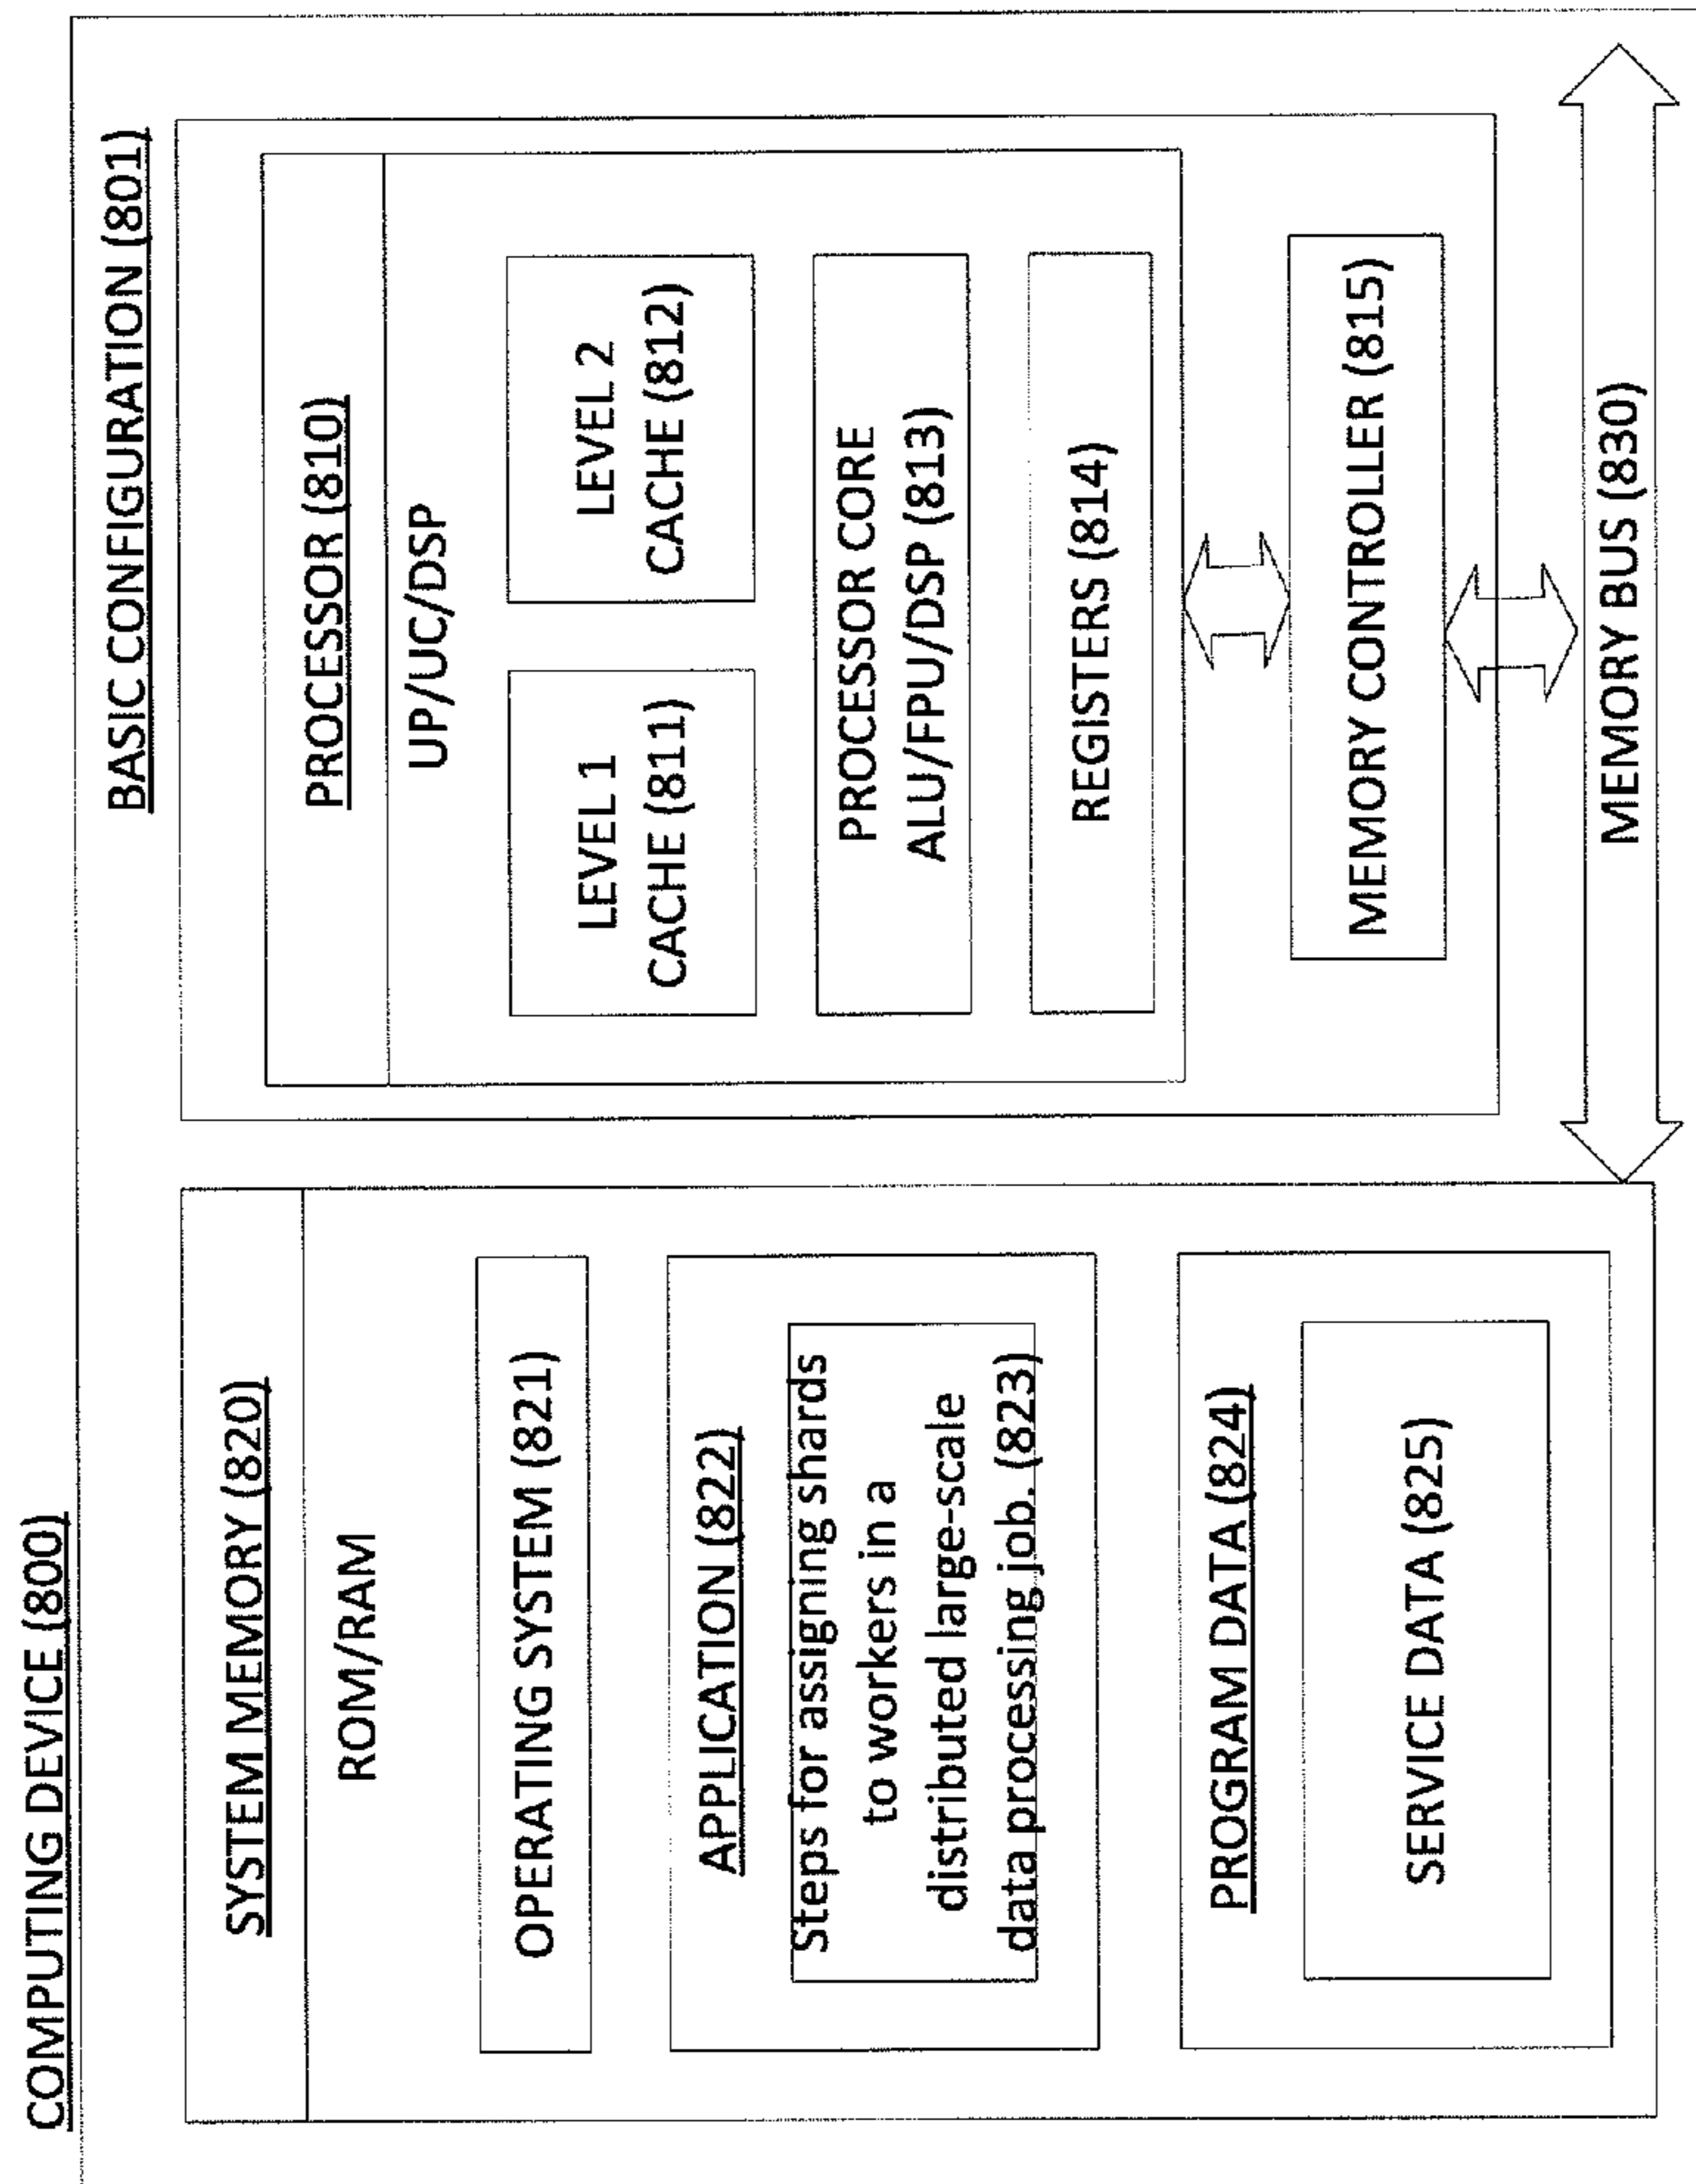 COMPUTING DEVICE (800)
SYSTEM MEMORY (820)
ROM/RAM
OPERATING SYSTEM (821)
APPLICATION (822)
Steps for assigning shards
to workers in a
distributed large-scale
data processing job. (823)
PROGRAM DATA (824)
SERVICE DATA (825)
BASIC CONFIGURATION (801)
PROCESSOR (810)
UP/UC/DSP
LEVEL 1
CACHE (811)
LEVEL 2
CACHE (812)
PROCESSOR CORE
ALU/FPU/DSP (813)
REGISTERS (814)
MEMORY CONTROLLER (815)
MEMORY BUS (830)